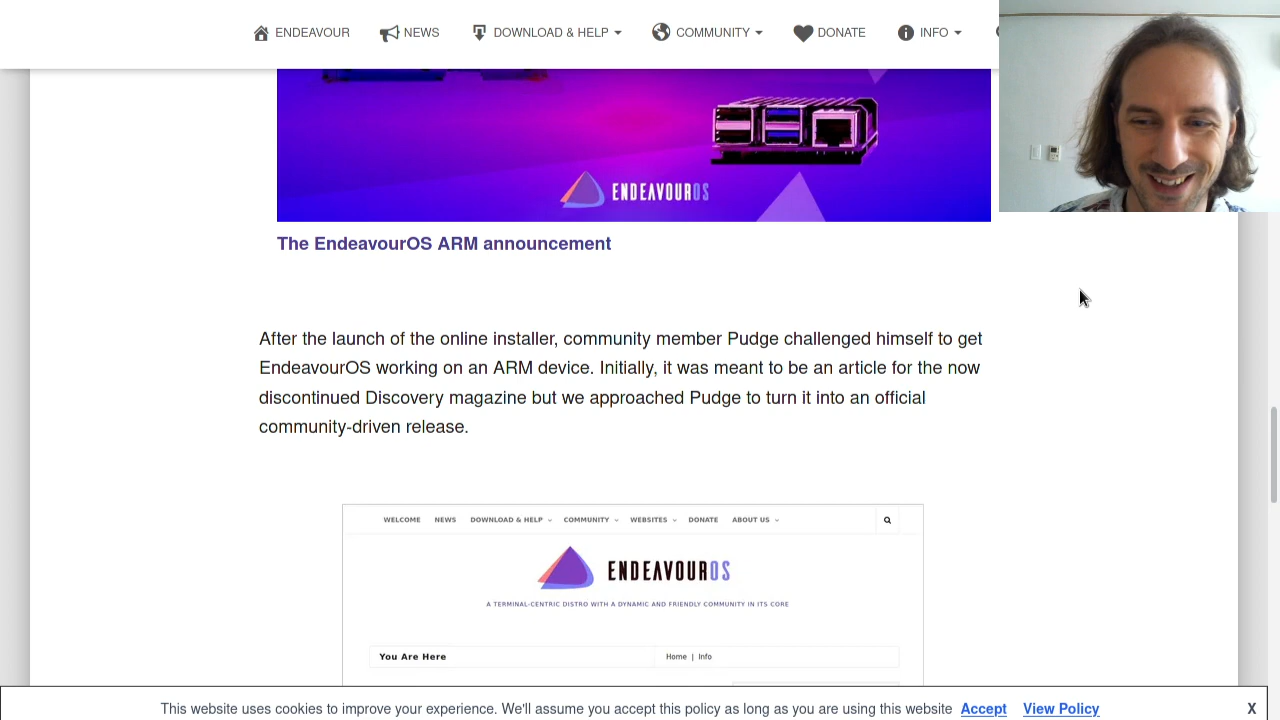 ENDEAVOUR NEWS DOWNLOAD & HELP COMMUNITY DONATE INFO
ENDEAVOUROS
The EndeavourOS ARM announcement
After the launch of the online installer, community member Pudge challenged himself to get
EndeavourOS working on an ARM device. Initially, it was meant to be an article for the now
discontinued Discovery magazine but we approached Pudge to turn it into an official
community-driven release.
WELCOME NEWS DOWNLOAD & HELP COMMUNITY WEBSITES DONATE ABOUT US
ENDEAVOUROS
A TERMINAL-CENTRIC DISTRO WITH A DYNAMIC AND FRIENDLY COMMUNITY IN ITS CORE
You Are Here Home | Info
This website uses cookies to improve your experience. We'll assume you accept this policy as long as you are using this website Accept View Policy X